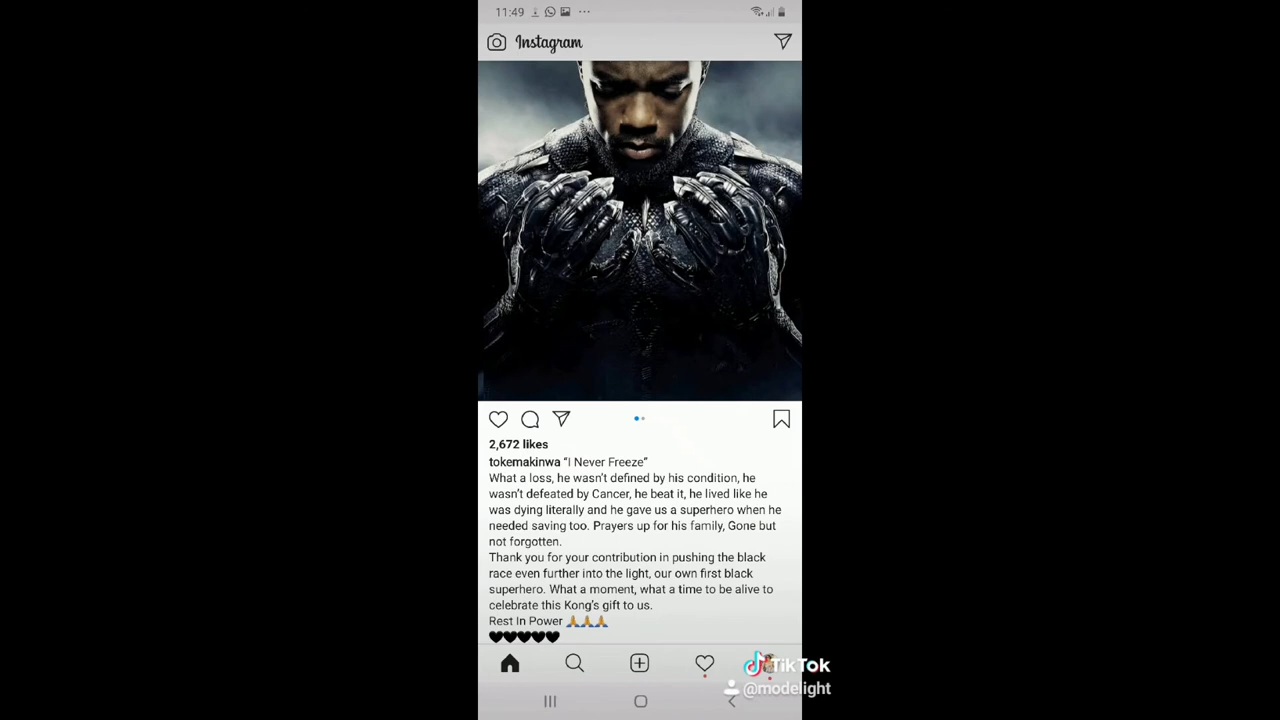 11:49
Instagram
2,672 likes
tokemakinwa “I Never Freeze”
What a loss, he wasn’t defined by his condition, he
wasn’t defeated by Cancer, he beat it, he lived like he
was dying literally and he gave us a superhero when he
needed saving too. Prayers up for his family, Gone but
not forgotten.
Thank you for your contribution in pushing the black
race even further into the light, our own first black
superhero. What a moment, what a time to be alive to
celebrate this Kong’s gift to us.
Rest In Power 🙏🙏🙏
🖤🖤🖤🖤🖤
TikTok
@modelight